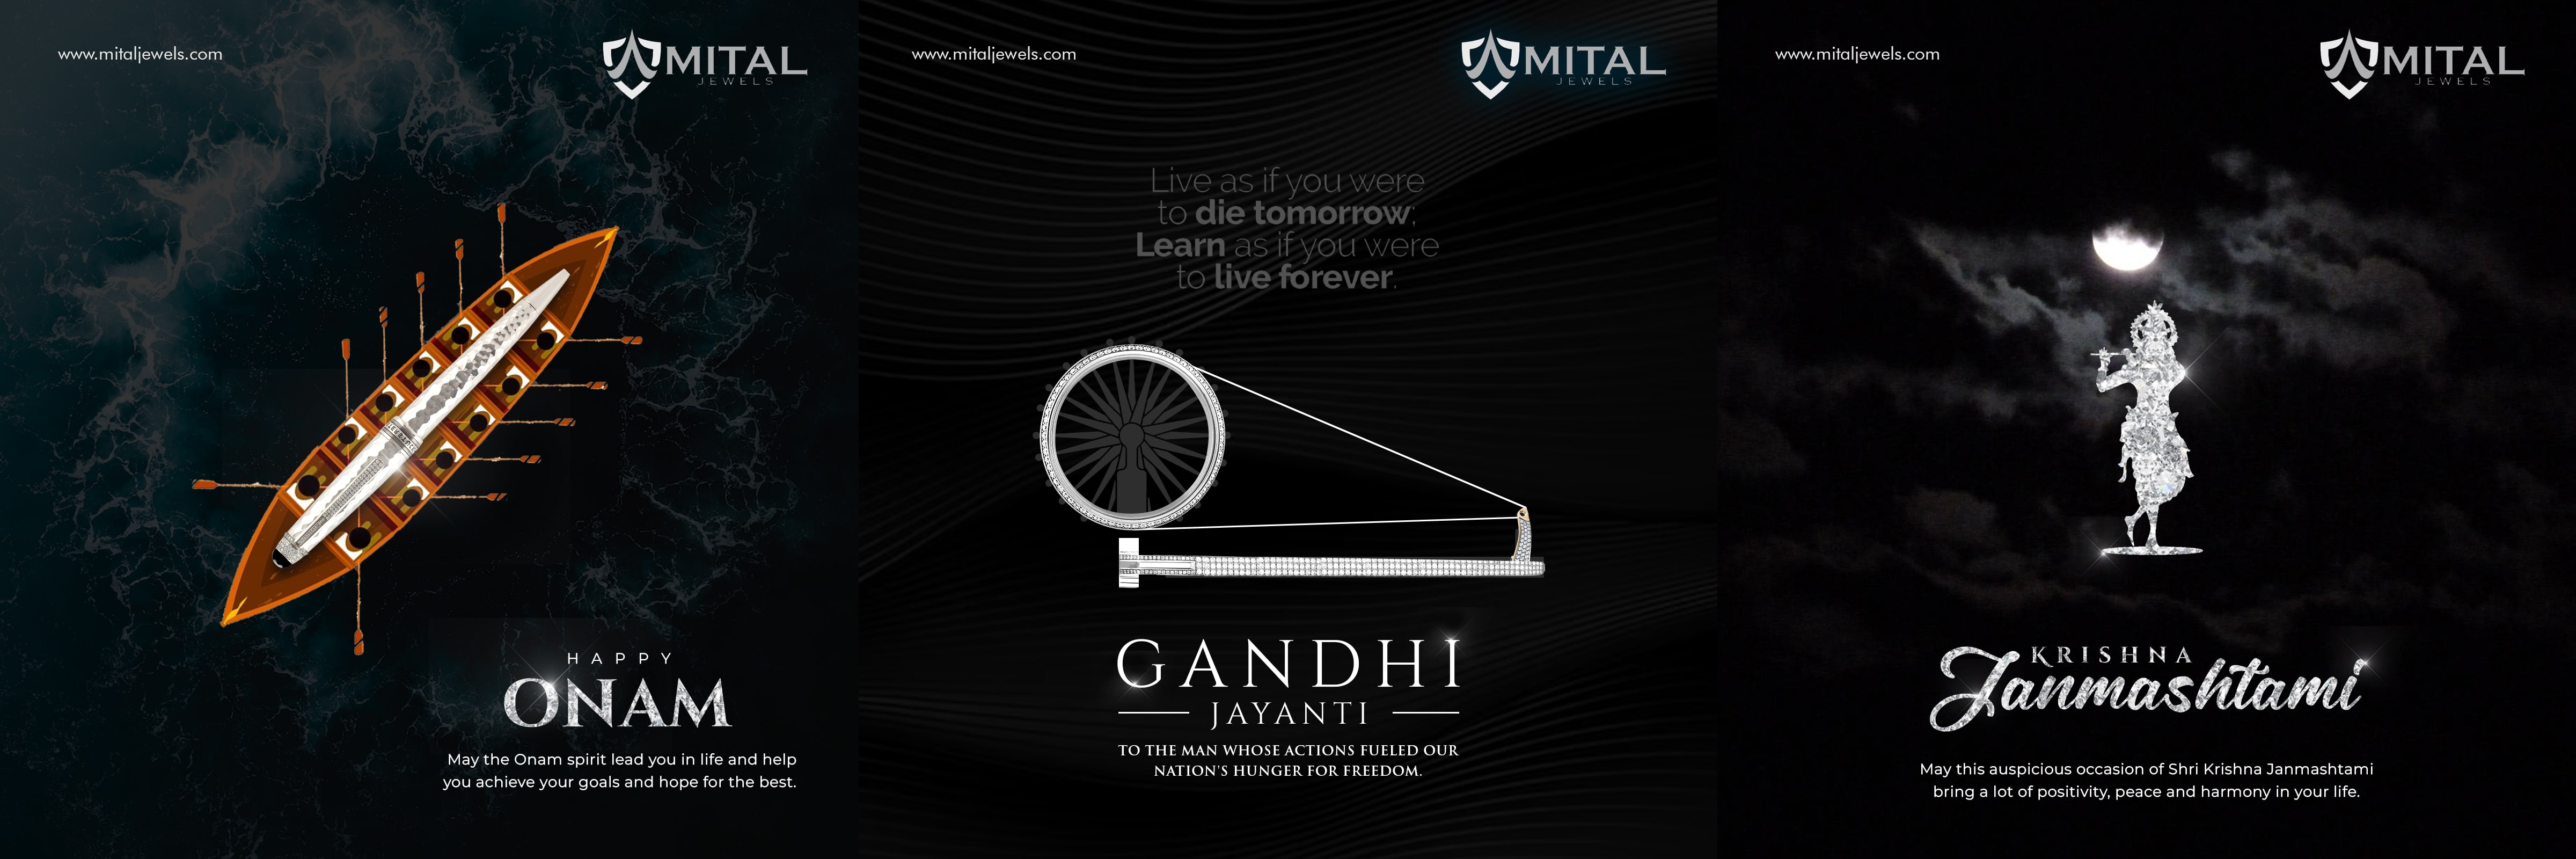 www.mitaljewels.com
MITAL
JEWELS
HAPPY
ONAM
May the Onam spirit lead you in life and help
you achieve your goals and hope for the best.
www.mitaljewels.com
MITAL
JEWELS
Live as if you were
to die tomorrow;
Learn as if you were
to live forever.
GANDHI
JAYANTI
TO THE MAN WHOSE ACTIONS FUELED OUR
NATION'S HUNGER FOR FREEDOM.
www.mitaljewels.com
MITAL
JEWELS
KRISHNA
Janmashtami
May this auspicious occasion of Shri Krishna Janmashtami
bring a lot of positivity, peace and harmony in your life.